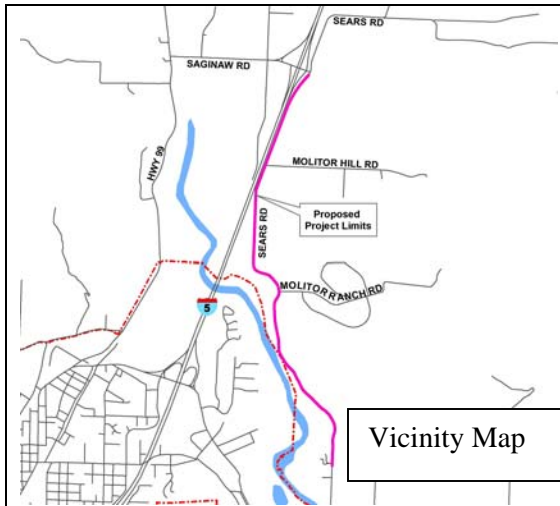 SEARS RD
SAGINAW RD
HWY 99
MOLITOR HILL RD
Proposed
Project Limits
SEARS RD
MOLITOR RANCH RD
5
Vicinity Map